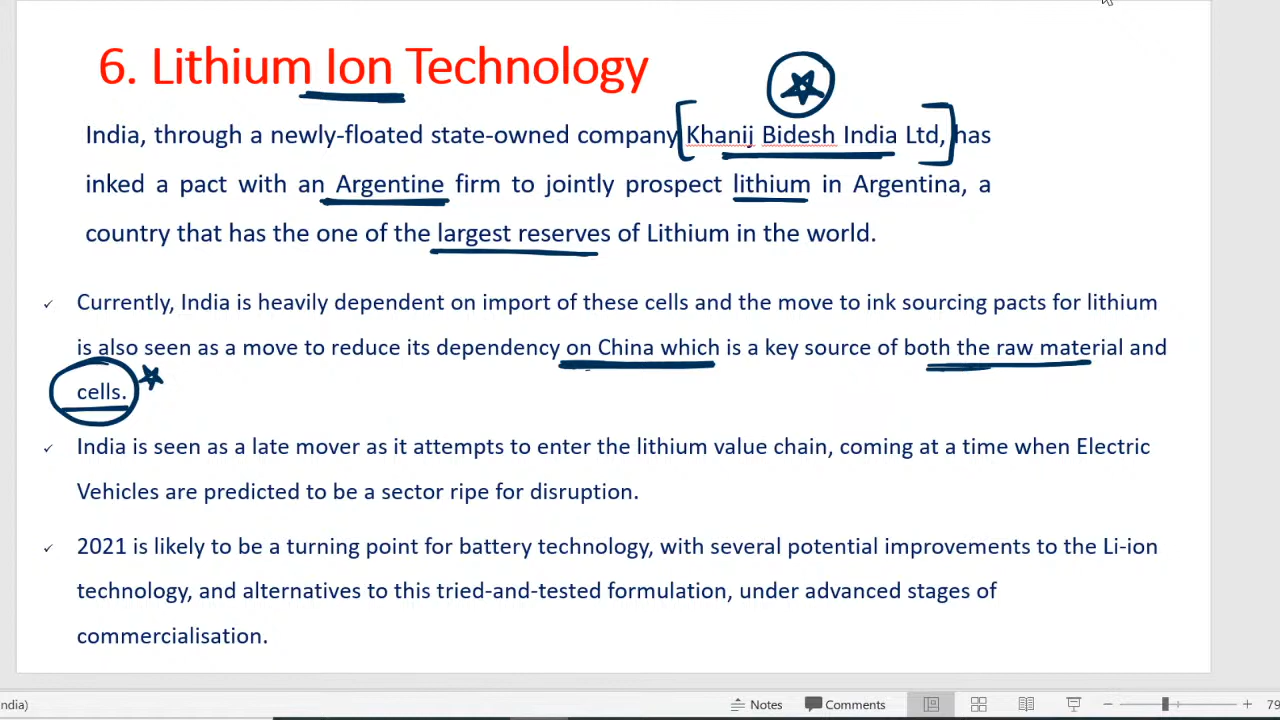 6. Lithium Ion Technology
India, through a newly-floated state-owned company Khanij Bidesh India Ltd, has
inked a pact with an Argentine firm to jointly prospect lithium in Argentina, a
country that has the one of the largest reserves of Lithium in the world.
✓ Currently, India is heavily dependent on import of these cells and the move to ink sourcing pacts for lithium
is also seen as a move to reduce its dependency on China which is a key source of both the raw material and
cells.
✓ India is seen as a late mover as it attempts to enter the lithium value chain, coming at a time when Electric
Vehicles are predicted to be a sector ripe for disruption.
✓ 2021 is likely to be a turning point for battery technology, with several potential improvements to the Li-ion
technology, and alternatives to this tried-and-tested formulation, under advanced stages of
commercialisation.
ndia) Notes Comments 79